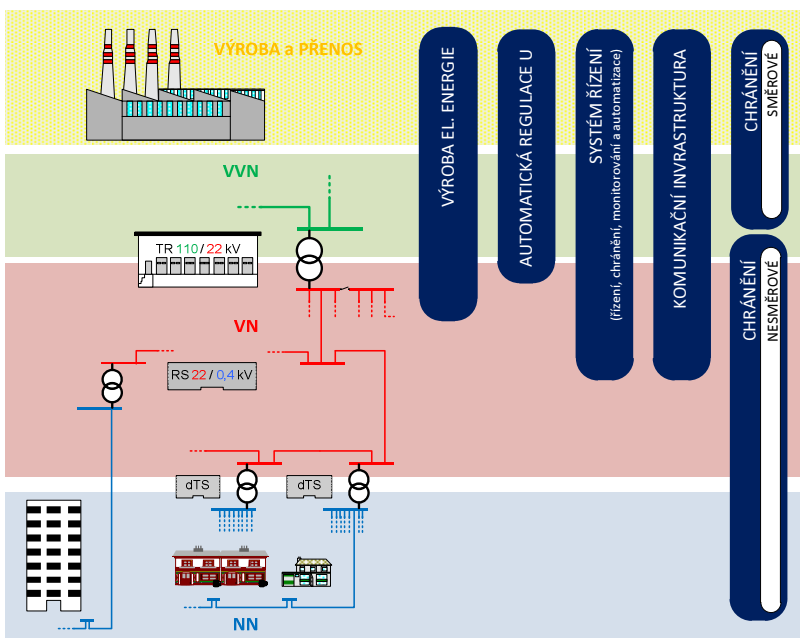 VÝROBA a PŘENOS
VVN
TR 110/22 kV
VN
RS 22/0,4 kV
dTS
dTS
NN
VÝROBA EL. ENERGIE
AUTOMATICKÁ REGULACE U
SYSTÉM ŘÍZENÍ
(řízení, chránění, monitorování a automatizace)
KOMUNIKAČNÍ INVRASTRUKTURA
CHRÁNĚNÍ
SMĚROVÉ
CHRÁNĚNÍ
NESMĚROVÉ